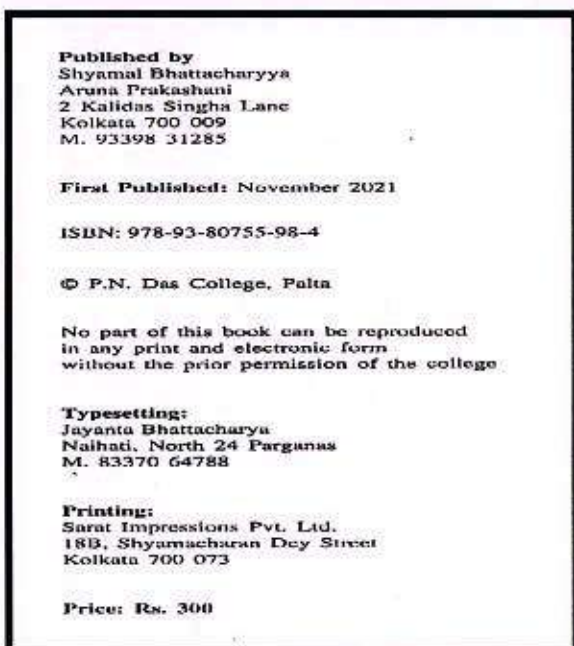 Published by
Shyamal Bhattacharyya
Aruna Prakashani
2 Kalidas Singha Lane
Kolkata 700 009
M. 93398 31285
First Published: November 2021
ISBN: 978-93-80755-98-4
© P.N. Das College, Palta
No part of this book can be reproduced
in any print and electronic form
without the prior permission of the college
Typesetting:
Jayanta Bhattacharya
Naihati, North 24 Parganas
M. 83370 64788
Printing:
Sarat Impressions Pvt. Ltd.
18B, Shyamacharan Dey Street
Kolkata 700 073
Price: Rs. 300